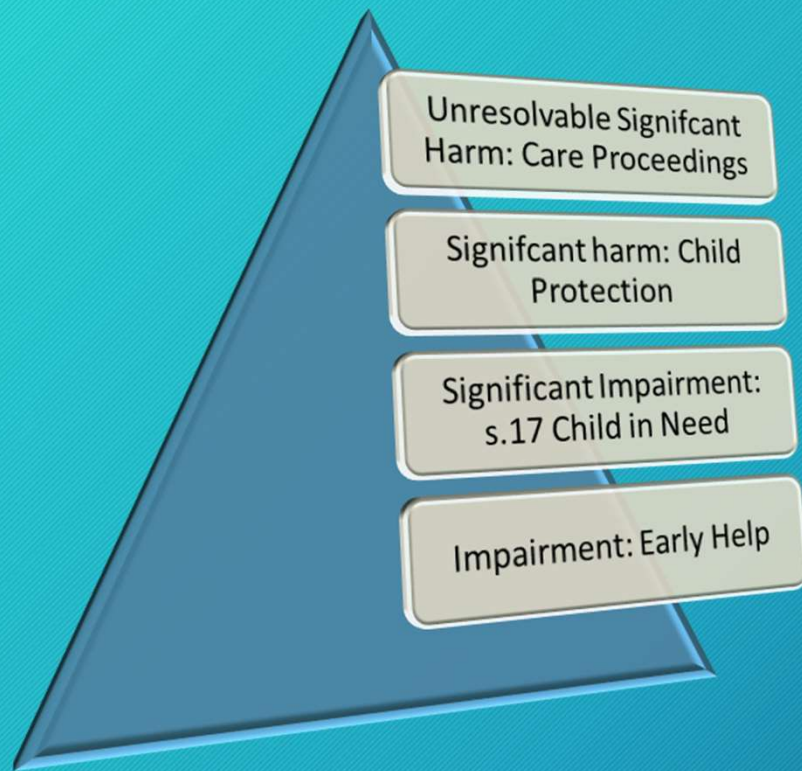 Unresolvable Signifcant
Harm: Care Proceedings
Signifcant harm: Child
Protection
Significant Impairment:
s.17 Child in Need
Impairment: Early Help